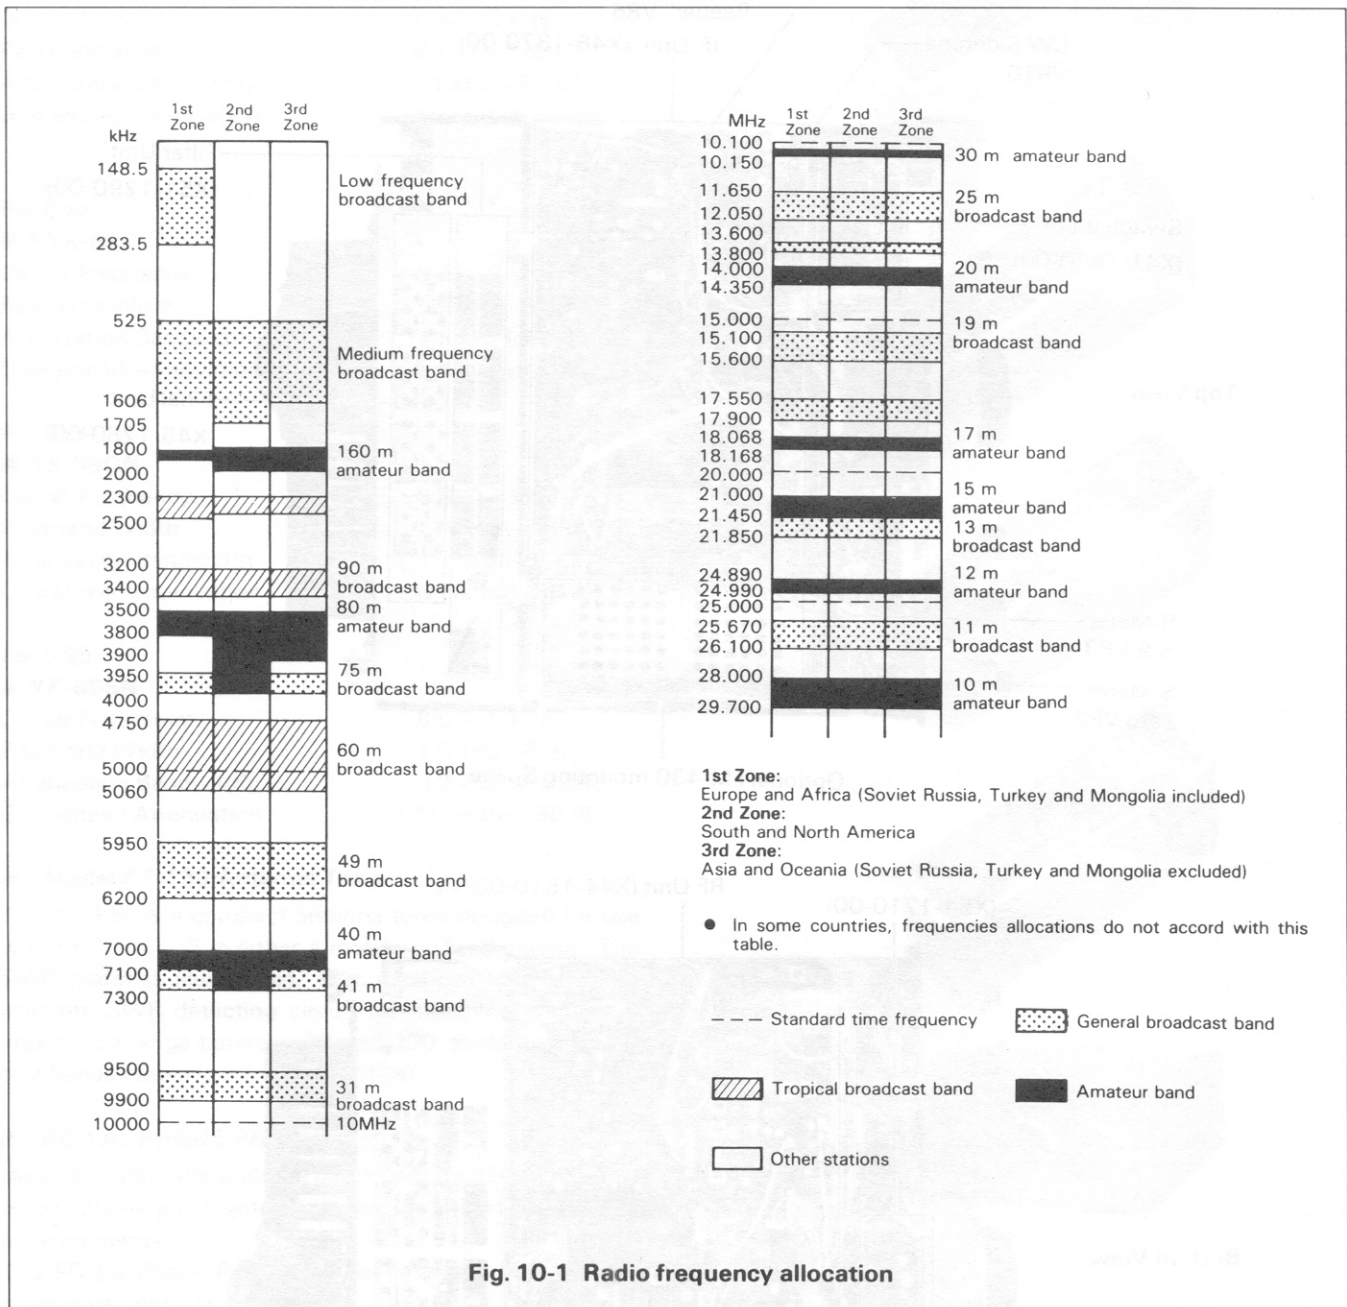 1st Zone
2nd Zone
3rd Zone
kHz
148.5
283.5
Low frequency
broadcast band
525
1606
Medium frequency
broadcast band
1705
1800
2000
160 m
amateur band
2300
2500
3200
3400
90 m
broadcast band
3500
3800
80 m
amateur band
3900
3950
4000
75 m
broadcast band
4750
5000
5060
60 m
broadcast band
5950
6200
49 m
broadcast band
7000
7100
7300
40 m
amateur band
41 m
broadcast band
9500
9900
31 m
broadcast band
10000
10MHz
MHz
1st Zone
2nd Zone
3rd Zone
10.100
10.150
30 m amateur band
11.650
12.050
25 m
broadcast band
13.600
13.800
14.000
14.350
20 m
amateur band
15.000
15.100
15.600
19 m
broadcast band
17.550
17.900
18.068
18.168
17 m
amateur band
20.000
21.000
21.450
15 m
amateur band
21.850
13 m
broadcast band
24.890
24.990
12 m
amateur band
25.000
25.670
26.100
11 m
broadcast band
28.000
29.700
10 m
amateur band
1st Zone:
Europe and Africa (Soviet Russia, Turkey and Mongolia included)
2nd Zone:
South and North America
3rd Zone:
Asia and Oceania (Soviet Russia, Turkey and Mongolia excluded)
● In some countries, frequencies allocations do not accord with this
table.
Standard time frequency
General broadcast band
Tropical broadcast band
Amateur band
Other stations
Fig. 10-1 Radio frequency allocation